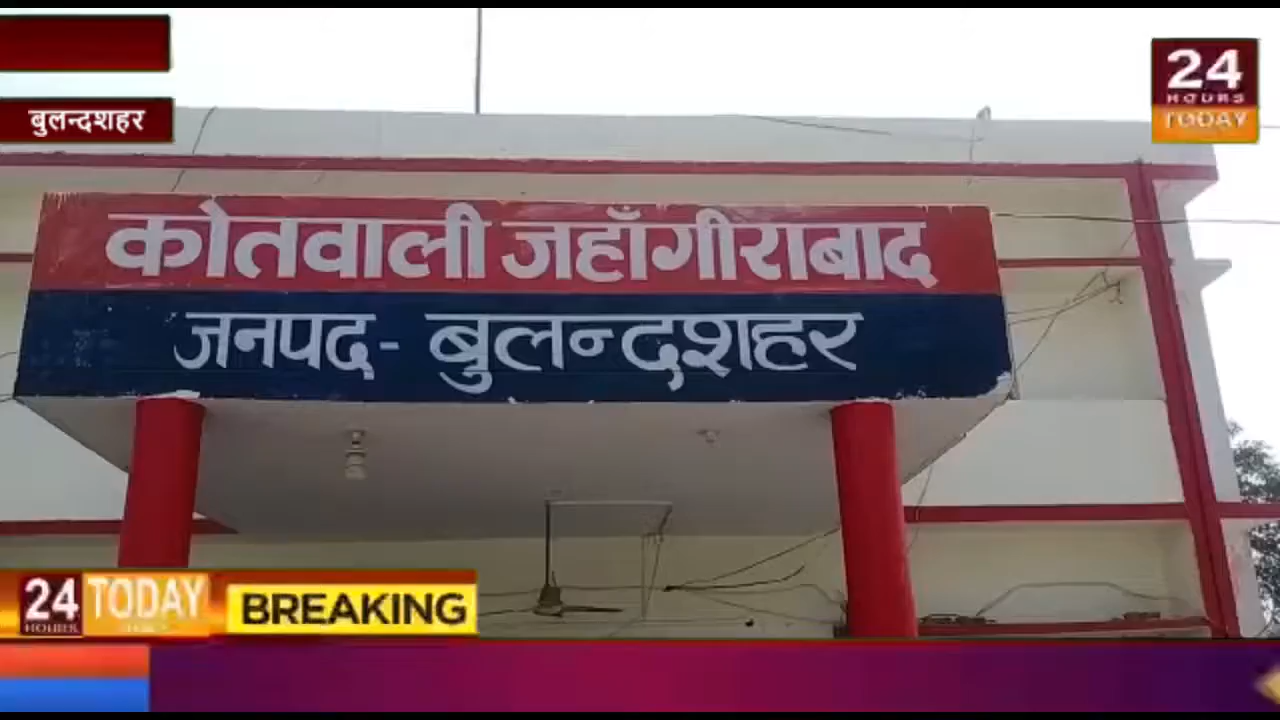 24
HOURS
TODAY
बुलन्दशहर
कोतवाली जहाँगीराबाद
जनपद- बुलन्दशहर
24
HOURS
TODAY
BREAKING